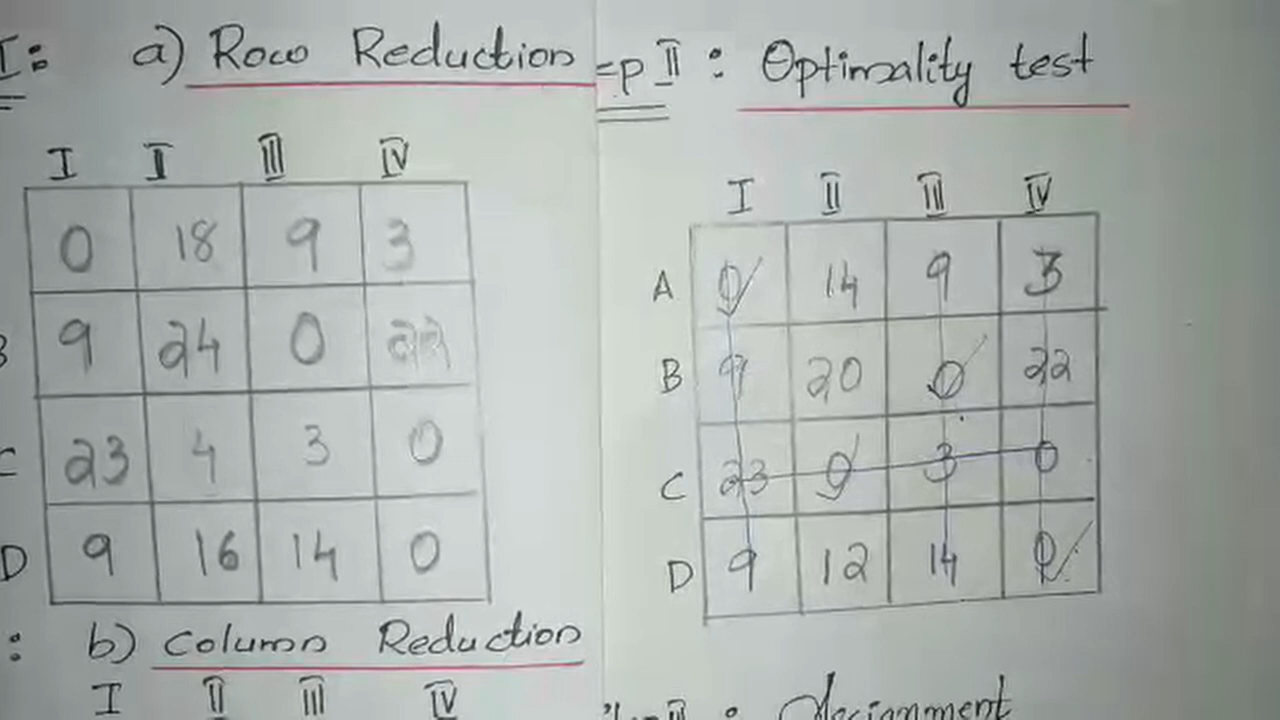 I: a) Row Reduction
I I III IV
0 18 9 3
9 24 0 22
23 4 3 0
D 9 16 14 0
: b) Column Reduction
I II III IV
p II : Optimality test
I II III IV
A 0 14 9 3
B 9 20 0 22
C 23 0 3 0
D 9 12 14 0